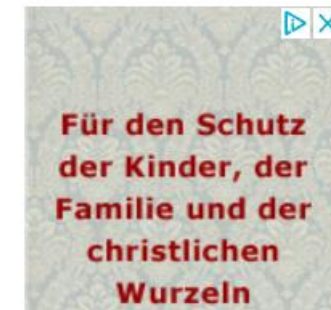 Für den Schutz
der Kinder, der
Familie und der
christlichen
Wurzeln